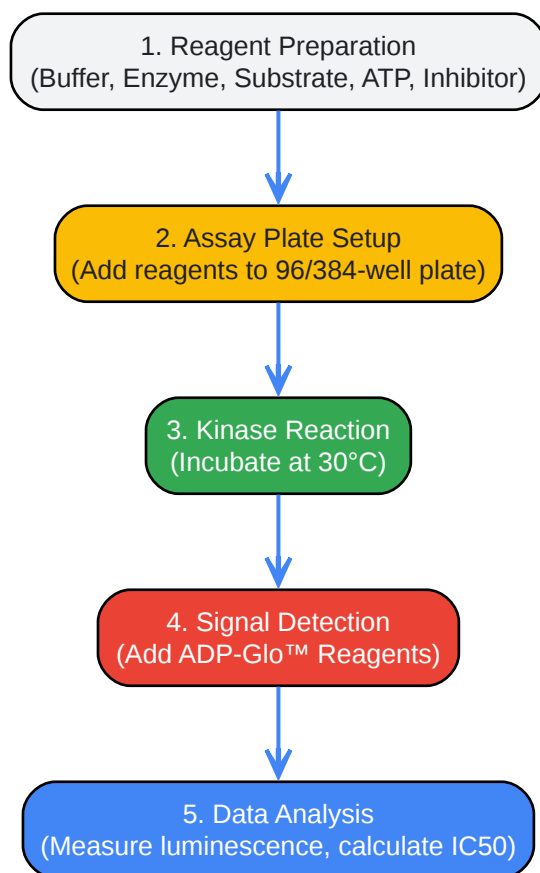 1. Reagent Preparation
(Buffer, Enzyme, Substrate, ATP, Inhibitor)
2. Assay Plate Setup
(Add reagents to 96/384-well plate)
3. Kinase Reaction
(Incubate at 30°C)
4. Signal Detection
(Add ADP-Glo™ Reagents)
5. Data Analysis
(Measure luminescence, calculate IC50)